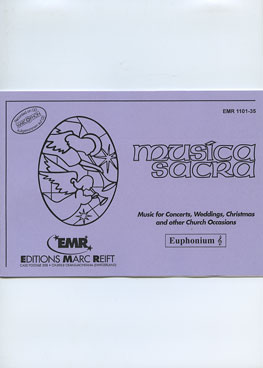 EMR 1101-35
musica
sacra
Music for Concerts, Weddings, Christmas
and other Church Occasions
Euphonium
EMR
EDITIONS MARC REIFT